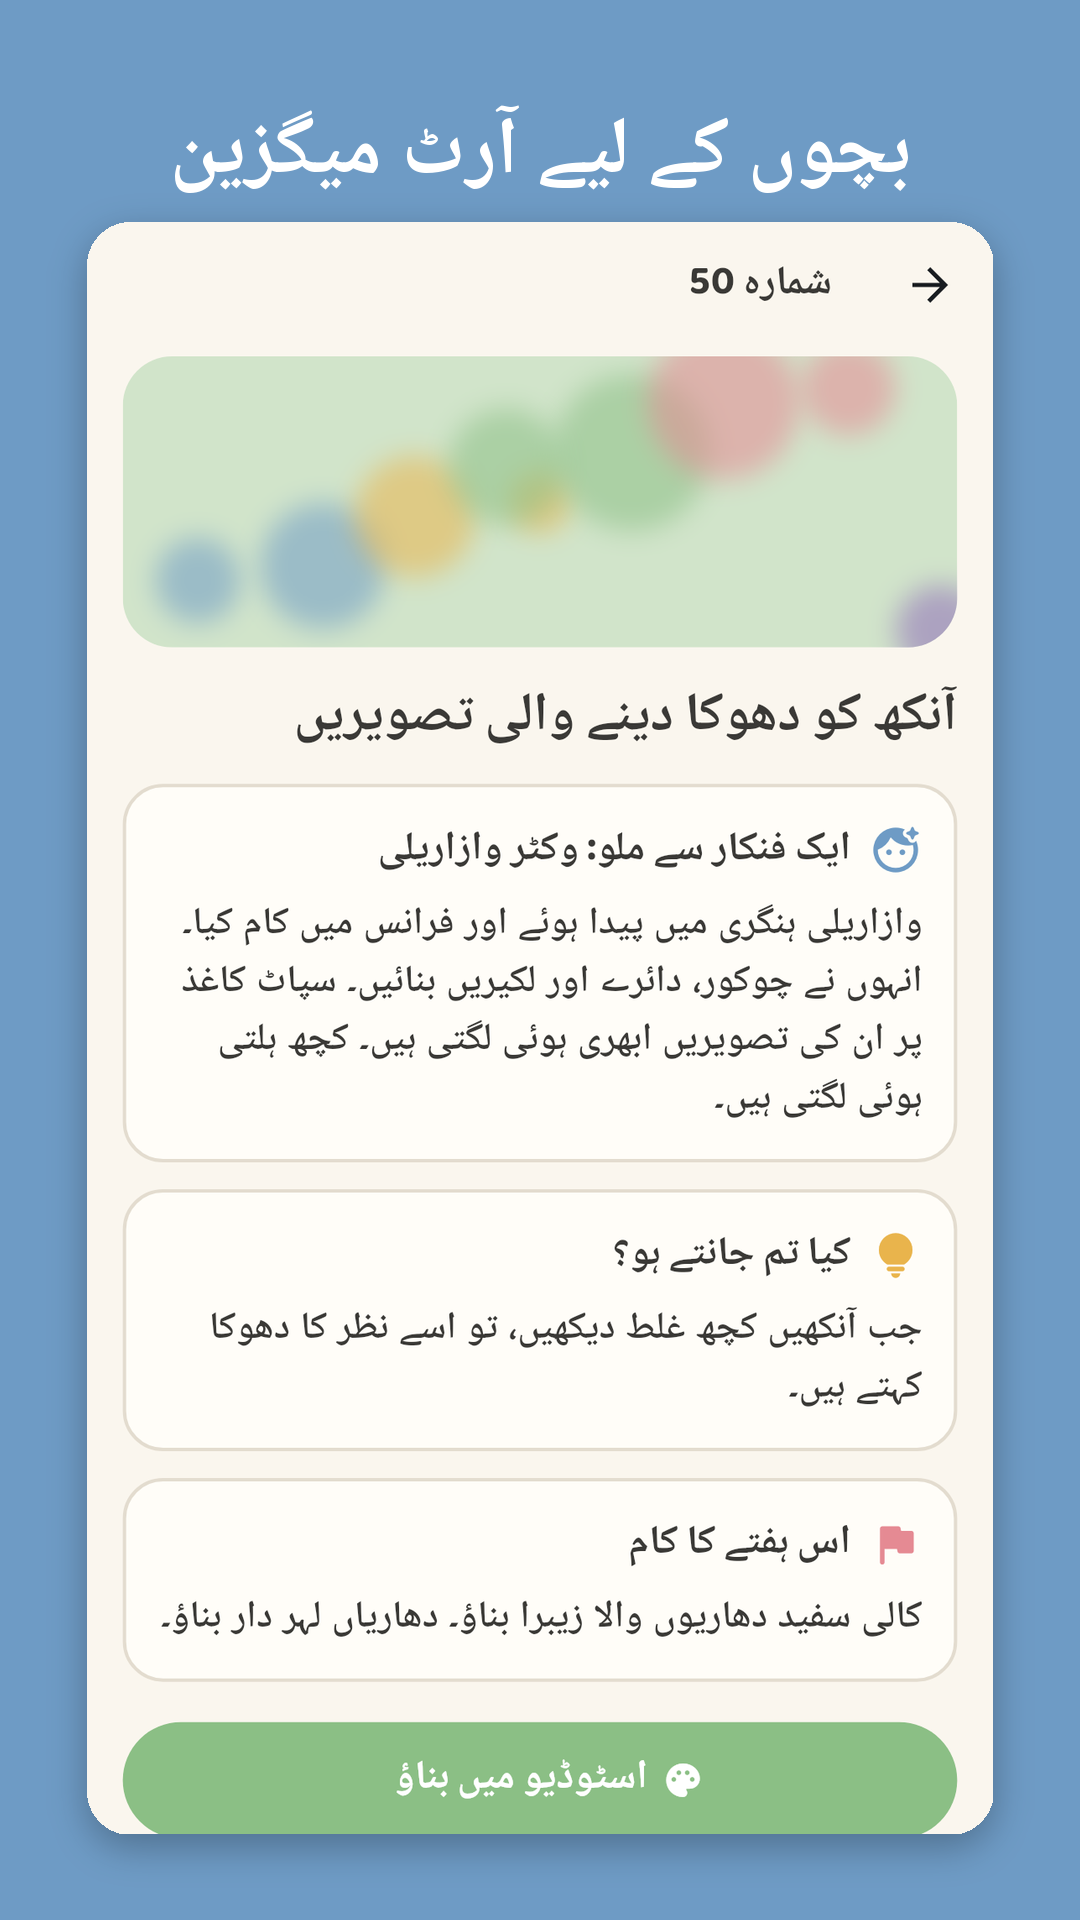 بچوں کے لیے آرٹ میگزین
شمارہ 50
آنکھ کو دھوکا دینے والی تصویریں
ایک فنکار سے ملو: وکٹر وازاریلی
وازاریلی ہنگری میں پیدا ہوئے اور فرانس میں کام کیا۔
انہوں نے چوکور، دائرے اور لکیریں بنائیں۔ سپاٹ کاغذ
پر ان کی تصویریں ابھری ہوئی لگتی ہیں۔ کچھ ہلتی
ہوئی لگتی ہیں۔
کیا تم جانتے ہو؟
جب آنکھیں کچھ غلط دیکھیں، تو اسے نظر کا دھوکا
کہتے ہیں۔
اس ہفتے کا کام
کالی سفید دھاریوں والا زیبرا بناؤ۔ دھاریاں لہر دار بناؤ۔
اسٹوڈیو میں بناؤ